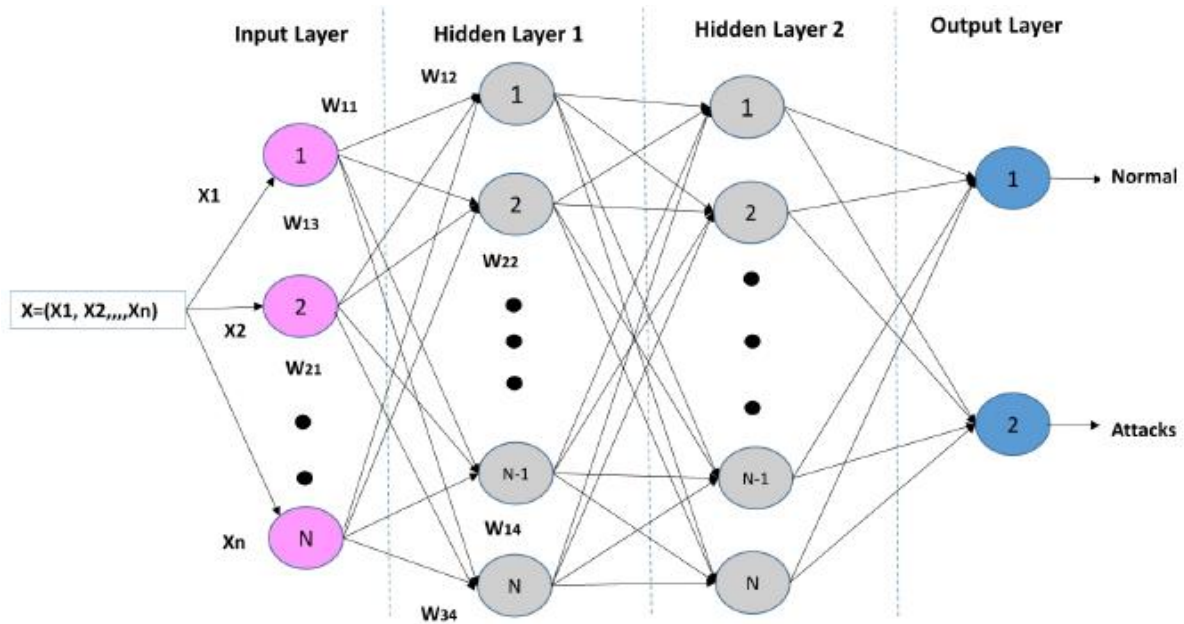 Input Layer
Hidden Layer 1
Hidden Layer 2
Output Layer
W12
W11
1
1
1
1
Normal
X1
2
2
W13
W22
2
X=(X1, X2,,,,Xn)
X2
W21
2
Attacks
N-1
N-1
Xn
N
W14
N
N
W34